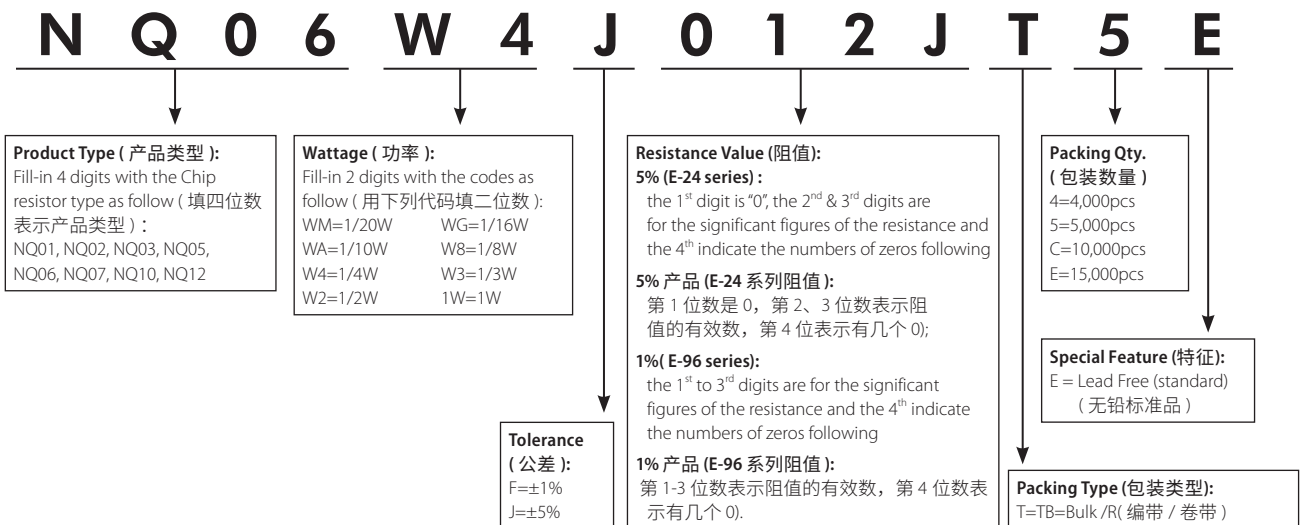 N Q 0 6 W 4 J 0 1 2 J T 5 E
Product Type ( 产品类型 ):
Fill-in 4 digits with the Chip
resistor type as follow ( 填四位数
表示产品类型 ) :
NQ01, NQ02, NQ03, NQ05,
NQ06, NQ07, NQ10, NQ12
Wattage ( 功率 ):
Fill-in 2 digits with the codes as
follow ( 用下列代码填二位数 ):
WM=1/20W WG=1/16W
WA=1/10W W8=1/8W
W4=1/4W W3=1/3W
W2=1/2W 1W=1W
Tolerance
( 公差 ):
F=±1%
J=±5%
Resistance Value (阻值):
5% (E-24 series) :
the 1st digit is "0", the 2nd & 3rd digits are
for the significant figures of the resistance and
the 4th indicate the numbers of zeros following
5% 产品 (E-24 系列阻值 ):
第 1 位数是 0，第 2、3 位数表示阻
值的有效数，第 4 位表示有几个 0);
1%( E-96 series):
the 1st to 3rd digits are for the significant
figures of the resistance and the 4th indicate
the numbers of zeros following
1% 产品 (E-96 系列阻值 ):
第 1-3 位数表示阻值的有效数，第 4 位数表
示有几个 0).
Packing Qty.
( 包装数量 )
4=4,000pcs
5=5,000pcs
C=10,000pcs
E=15,000pcs
Special Feature (特征):
E = Lead Free (standard)
( 无铅标准品 )
Packing Type (包装类型):
T=TB=Bulk /R( 编带 / 卷带 )